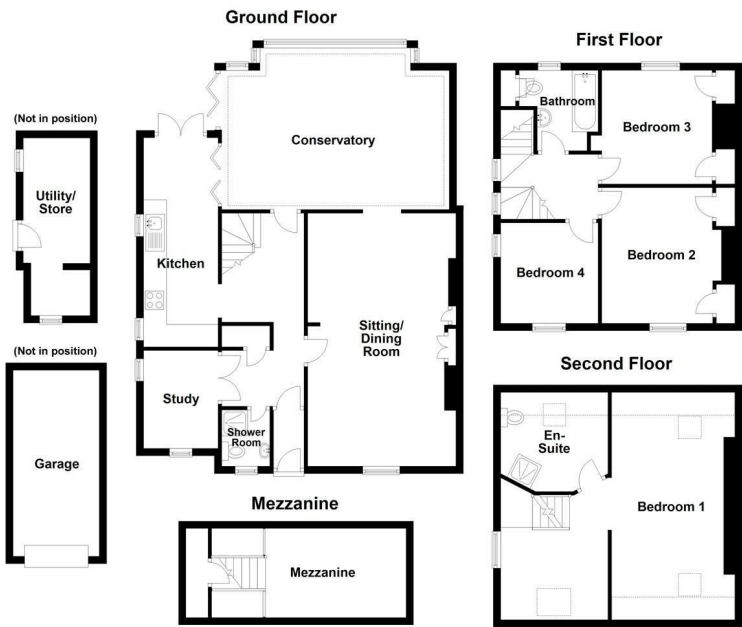 Ground Floor
First Floor
(Not in position)
Utility/
Store
Conservatory
Kitchen
Sitting/
Dining
Room
Study
Shower
Room
Bathroom
Bedroom 3
Bedroom 4
Bedroom 2
(Not in position)
Garage
Mezzanine
Mezzanine
Second Floor
En-
Suite
Bedroom 1